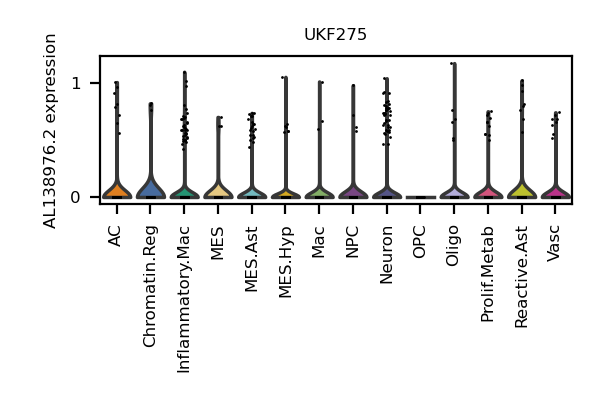 UKF275
AL138976.2 expression
1
0
AC
Chromatin.Reg
Inflammatory.Mac
MES
MES.Ast
MES.Hyp
Mac
NPC
Neuron
OPC
Oligo
Prolif.Metab
Reactive.Ast
Vasc